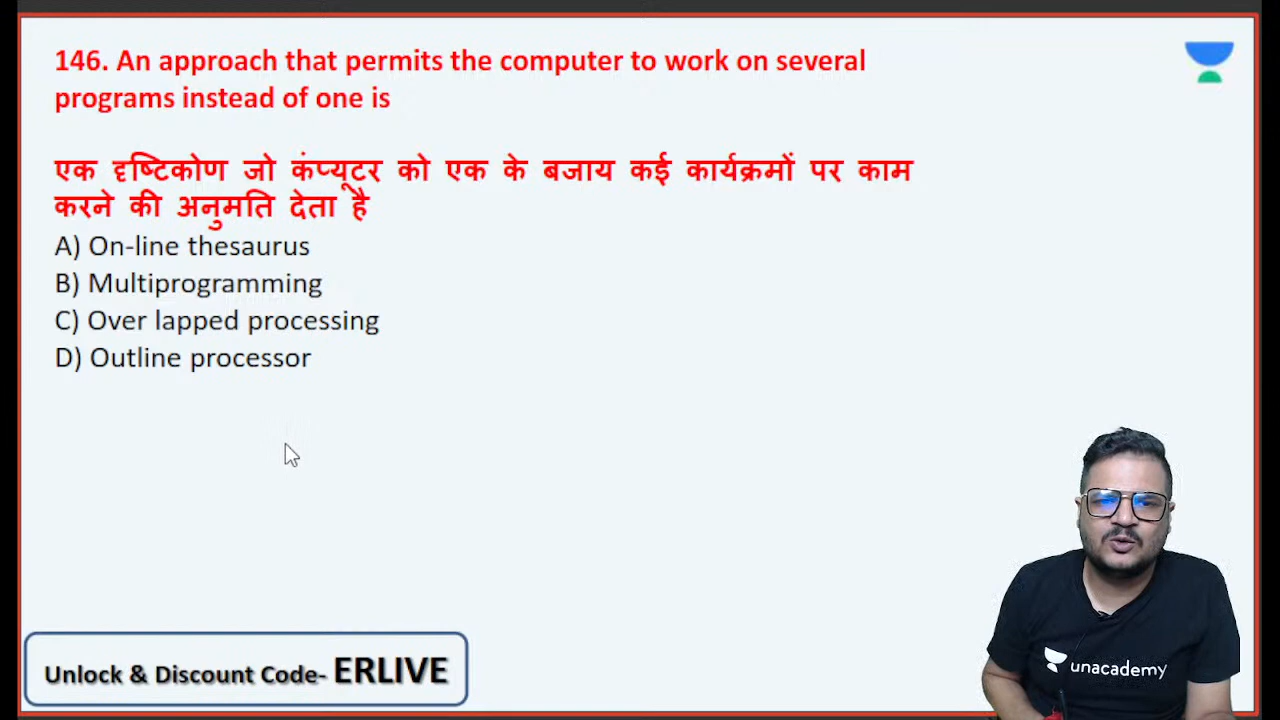 146. An approach that permits the computer to work on several
programs instead of one is
एक दृष्टिकोण जो कंप्यूटर को एक के बजाय कई कार्यक्रमों पर काम
करने की अनुमति देता है
A) On-line thesaurus
B) Multiprogramming
C) Over lapped processing
D) Outline processor
unacademy
Unlock & Discount Code- ERLIVE